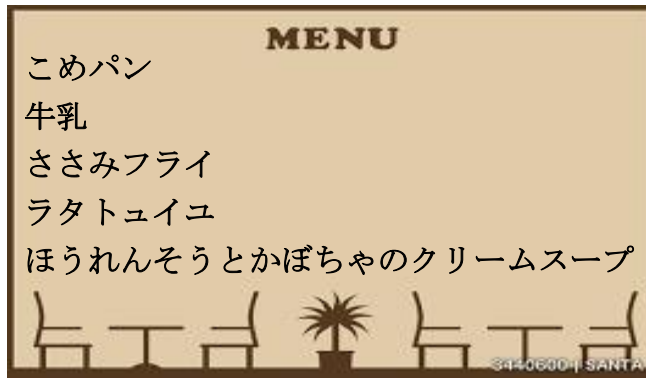 MENU
こめパン
牛乳
ささみフライ
ラタトュイユ
ほうれんそうとかぼちゃのクリームスープ
3440600 | SANTA